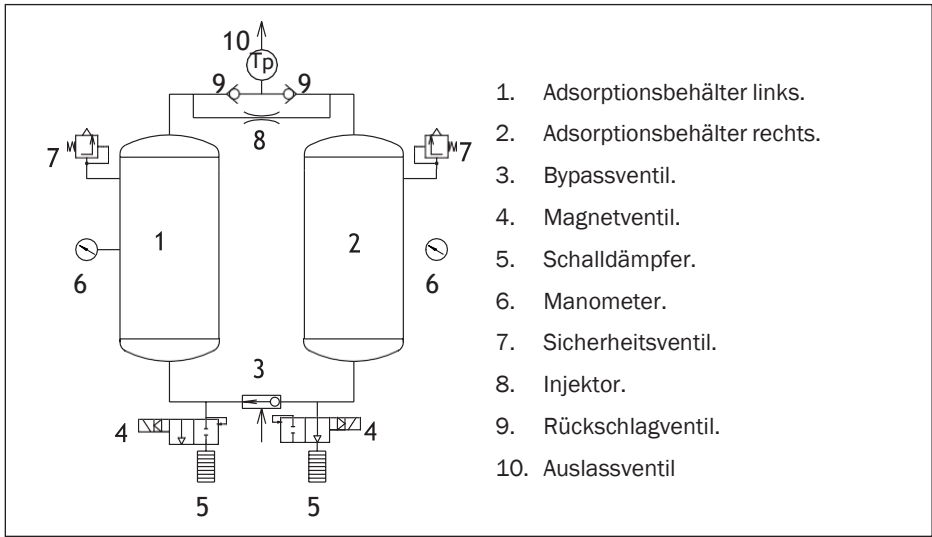 10
Tp
9
9
8
7
7
1
2
6
6
3
4
4
5
5
1. Adsorptionsbehälter links.
2. Adsorptionsbehälter rechts.
3. Bypassventil.
4. Magnetventil.
5. Schalldämpfer.
6. Manometer.
7. Sicherheitsventil.
8. Injektor.
9. Rückschlagventil.
10. Auslassventil